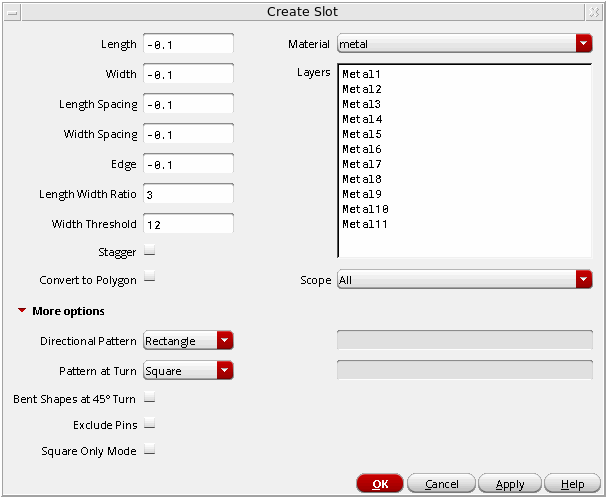 Create Slot
Length -0.1
Width -0.1
Length Spacing -0.1
Width Spacing -0.1
Edge -0.1
Length Width Ratio 3
Width Threshold 12
Stagger
Convert to Polygon
Material metal
Layers
Metal1
Metal2
Metal3
Metal4
Metal5
Metal6
Metal7
Metal8
Metal9
Metal10
Metal11
Scope All
More options
Directional Pattern Rectangle
Pattern at Turn Square
Bent Shapes at 45° Turn
Exclude Pins
Square Only Mode
OK Cancel Apply Help